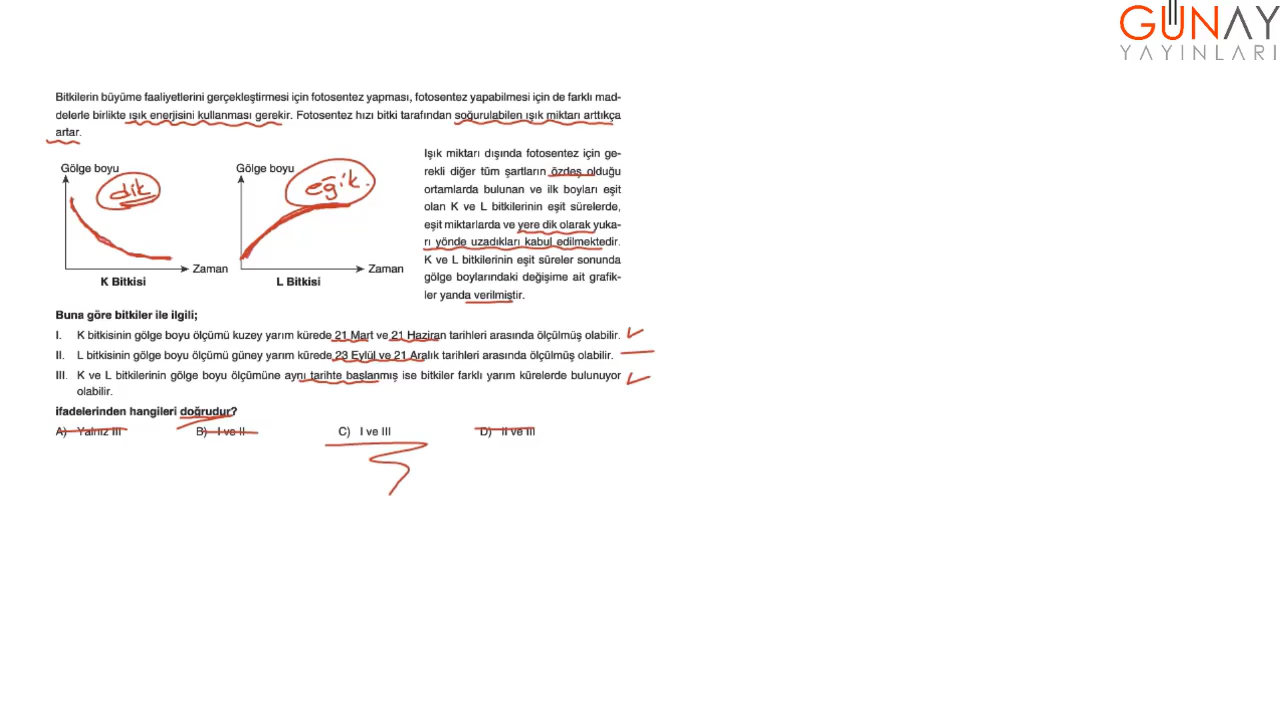 GÜNAY
YAYINLARI
Bitkilerin büyüme faaliyetlerini gerçekleştirmesi için fotosentez yapması, fotosentez yapabilmesi için de farklı mad-
delerle birlikte ışık enerjisini kullanması gerekir. Fotosentez hızı bitki tarafından soğurulabilen ışık miktarı arttıkça
artar.
Gölge boyu
dik
Zaman
K Bitkisi
Gölge boyu
eğik.
Zaman
L Bitkisi
Işık miktarı dışında fotosentez için ge-
rekli diğer tüm şartların özdeş olduğu
ortamlarda bulunan ve ilk boyları eşit
olan K ve L bitkilerinin eşit sürelerde,
eşit miktarlarda ve yere dik olarak yuka-
rı yönde uzadıkları kabul edilmektedir.
K ve L bitkilerinin eşit süreler sonunda
gölge boylarındaki değişime ait grafik-
ler yanda verilmiştir.
Buna göre bitkiler ile ilgili;
I. K bitkisinin gölge boyu ölçümü kuzey yarım kürede 21 Mart ve 21 Haziran tarihleri arasında ölçülmüş olabilir.
II. L bitkisinin gölge boyu ölçümü güney yarım kürede 23 Eylül ve 21 Aralık tarihleri arasında ölçülmüş olabilir.
III. K ve L bitkilerinin gölge boyu ölçümüne aynı tarihte başlanmış ise bitkiler farklı yarım kürelerde bulunuyor
olabilir.
ifadelerinden hangileri doğrudur?
A) Yalnız III B) I ve II C) I ve III D) II ve III